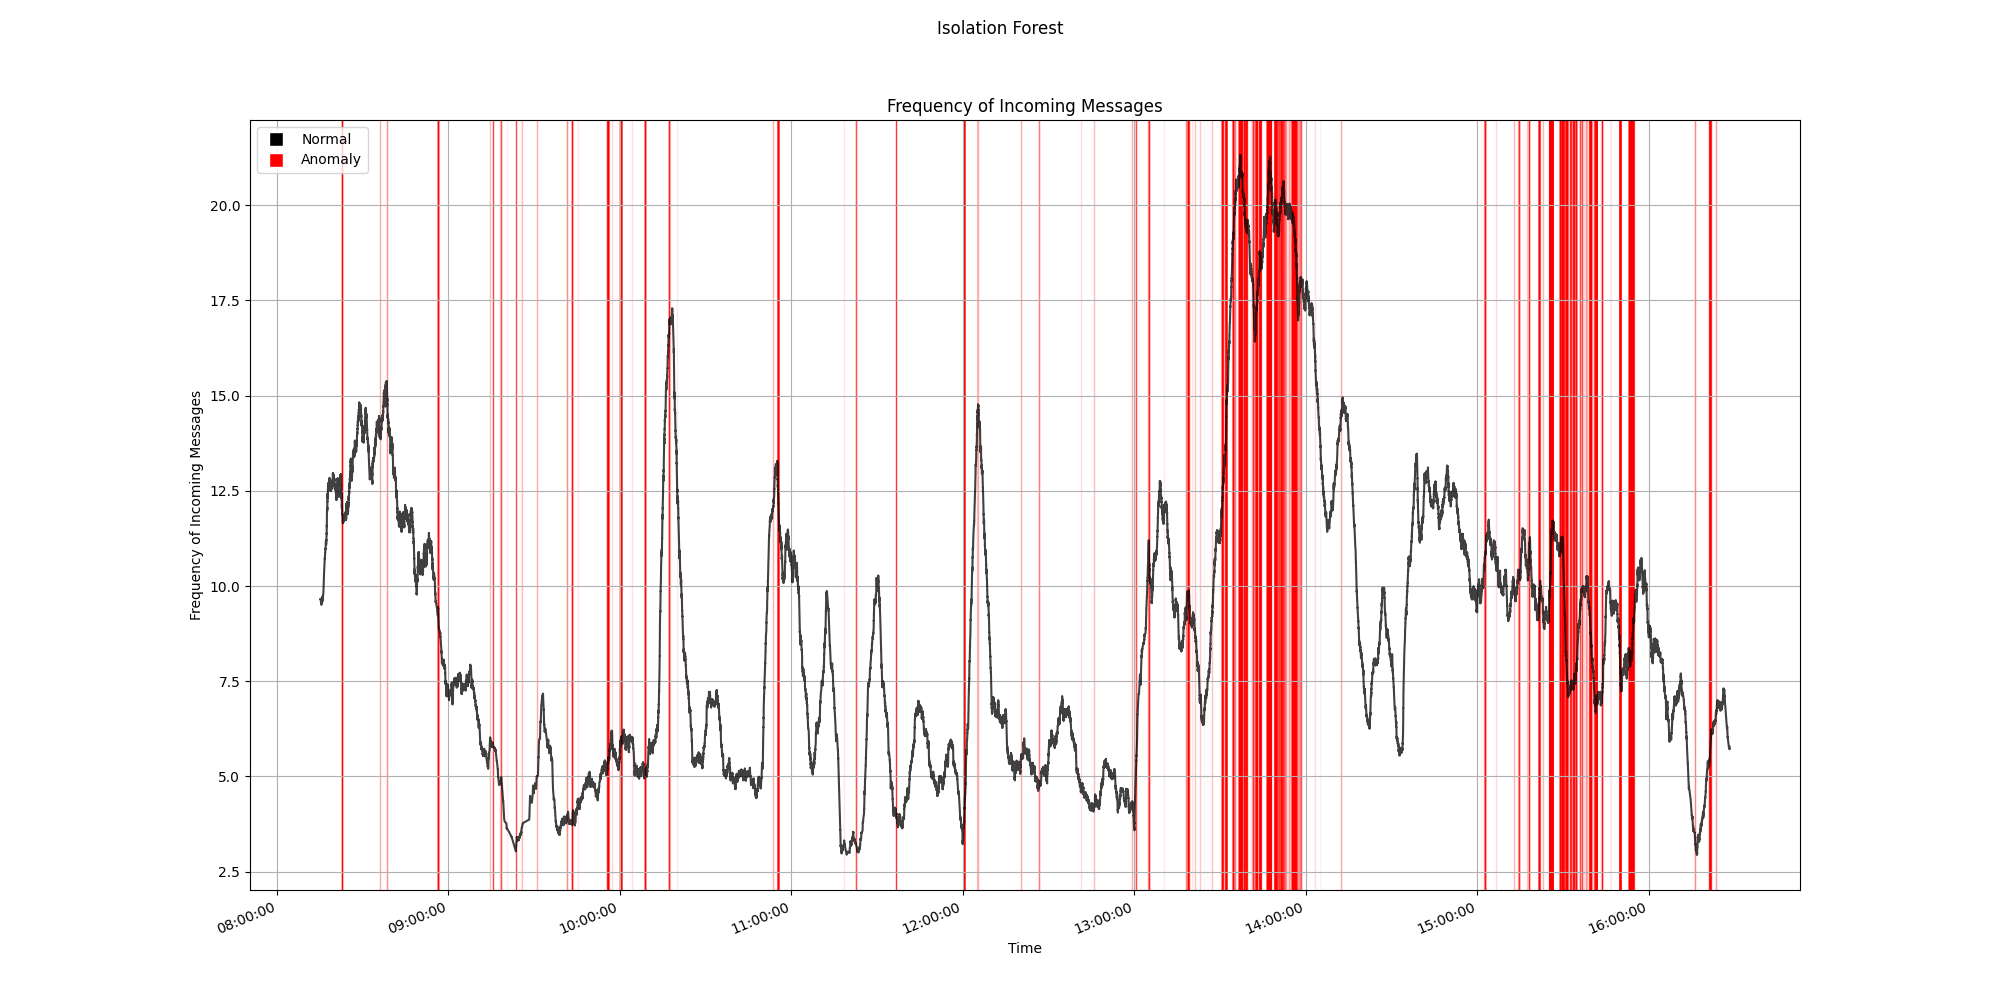 Isolation Forest
Frequency of Incoming Messages
Normal
Anomaly
20.0
17.5
15.0
12.5
10.0
7.5
5.0
2.5
Frequency of Incoming Messages
08:00:00
09:00:00
10:00:00
11:00:00
12:00:00
13:00:00
14:00:00
15:00:00
16:00:00
Time